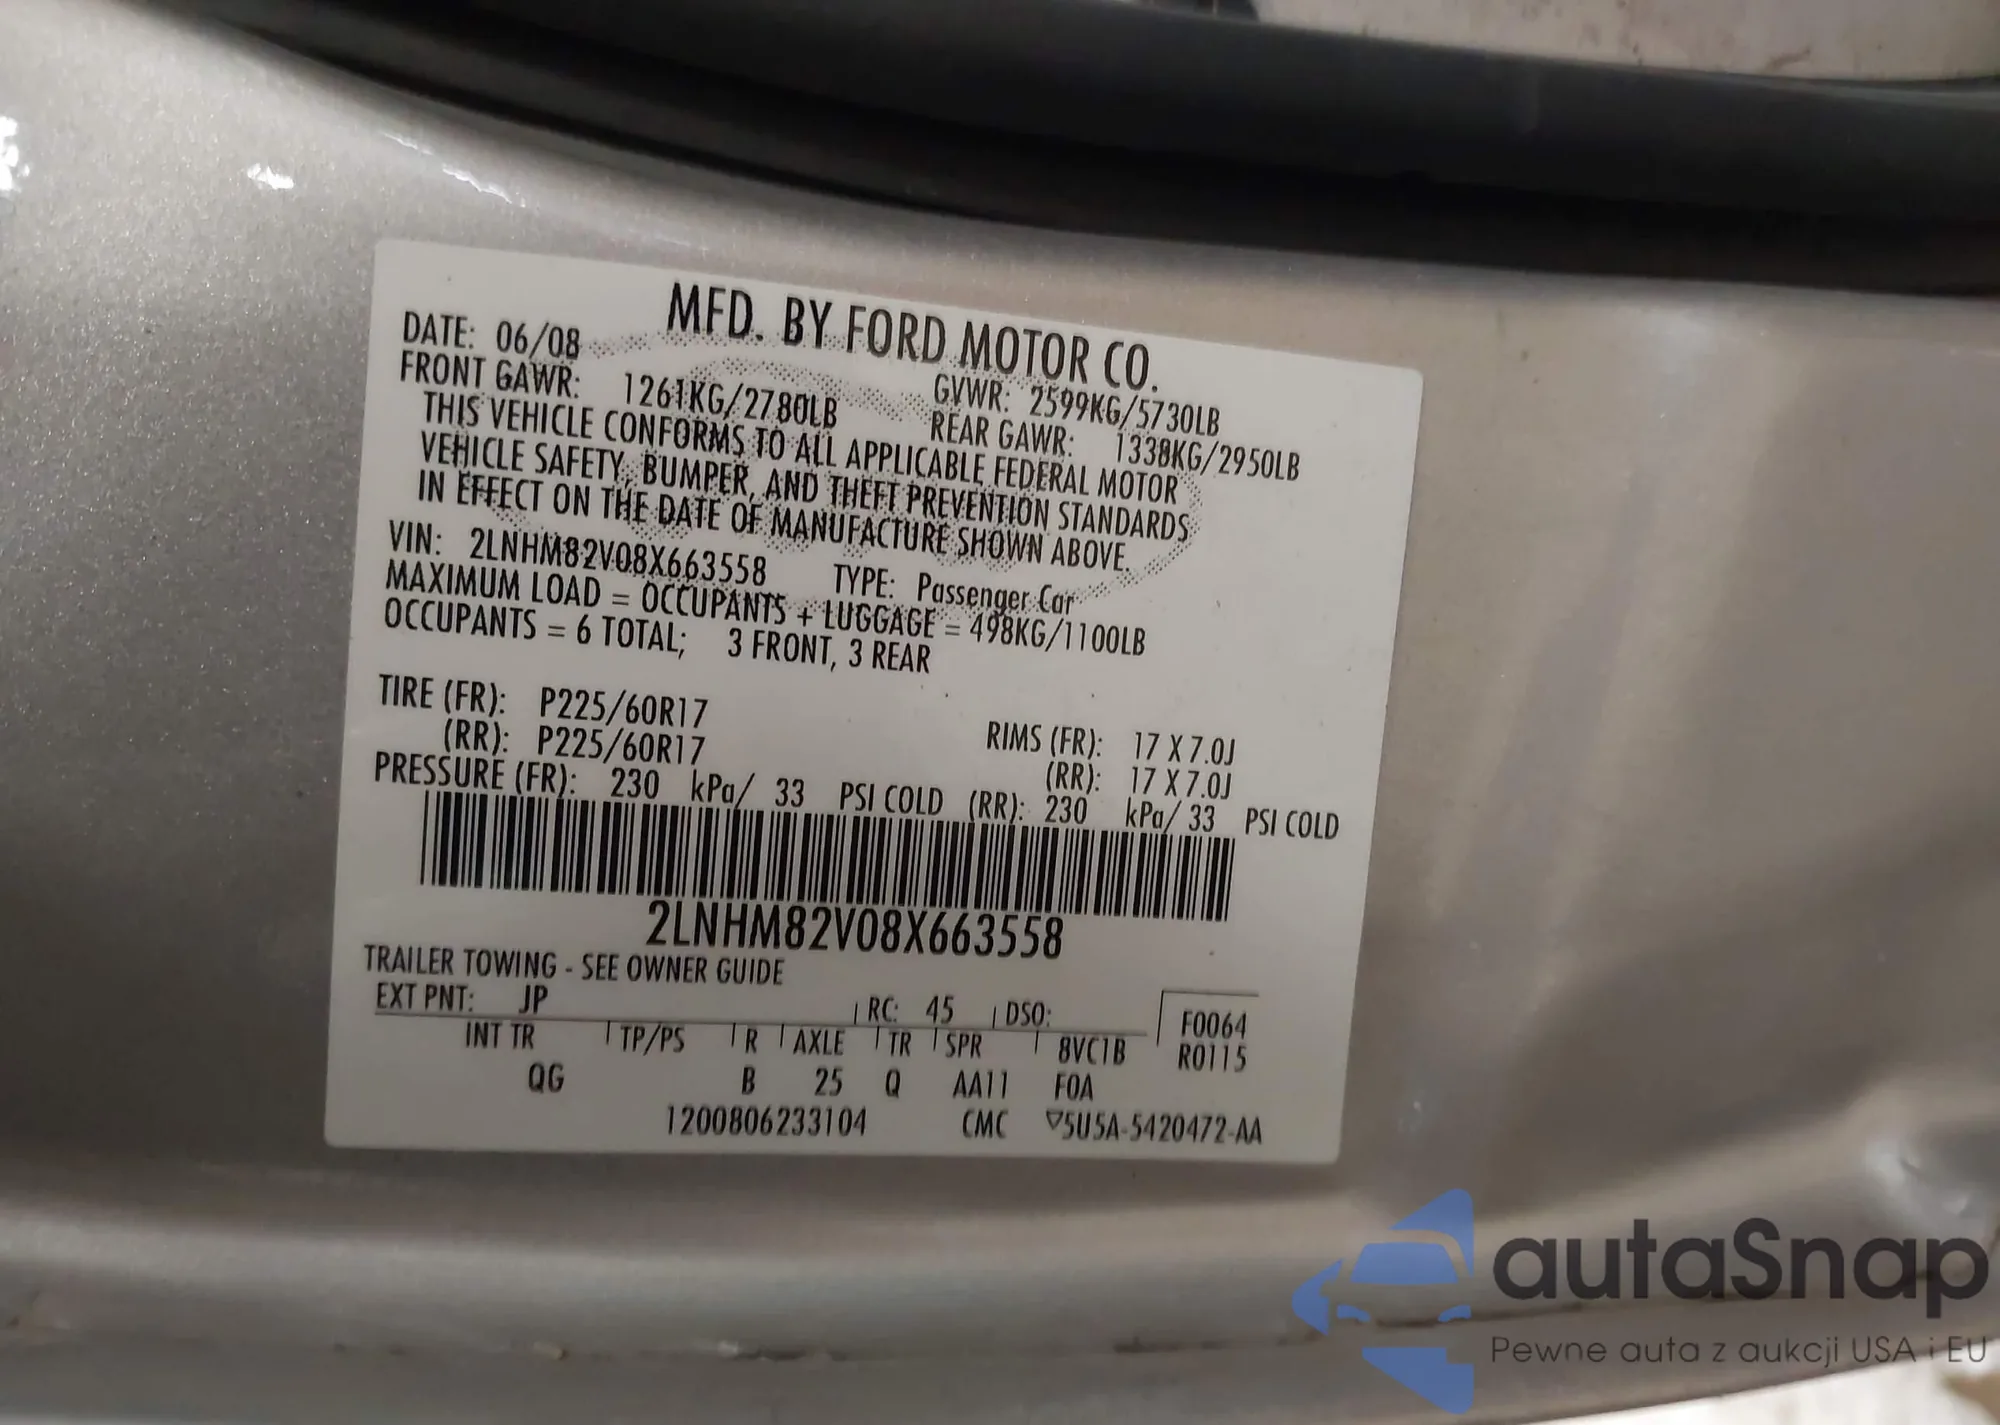 MFD. BY FORD MOTOR CO.
DATE: 06/08 GVWR: 2599KG/5730LB
FRONT GAWR: 1261KG/2780LB REAR GAWR: 1338KG/2950LB
THIS VEHICLE CONFORMS TO ALL APPLICABLE FEDERAL MOTOR
VEHICLE SAFETY, BUMPER, AND THEFT PREVENTION STANDARDS
IN EFFECT ON THE DATE OF MANUFACTURE SHOWN ABOVE.
VIN: 2LNHM82V08X663558 TYPE: Passenger Car
MAXIMUM LOAD = OCCUPANTS + LUGGAGE = 498KG/1100LB
OCCUPANTS = 6 TOTAL; 3 FRONT, 3 REAR
TIRE (FR): P225/60R17 RIMS (FR): 17 X 7.0J
(RR): P225/60R17 (RR): 17 X 7.0J
PRESSURE (FR): 230 kPa/ 33 PSI COLD (RR): 230 kPa/ 33 PSI COLD
2LNHM82V08X663558
TRAILER TOWING - SEE OWNER GUIDE
EXT PNT: JP RC: 45 DSO: F0064
INT TR TP/PS R AXLE TR SPR 8VC1B R0115
QG B 25 Q AA11 F0A
1200806233104 CMC ▽5U5A-5420472-AA
autaSnap
Pewne auta z aukcji USA i EU